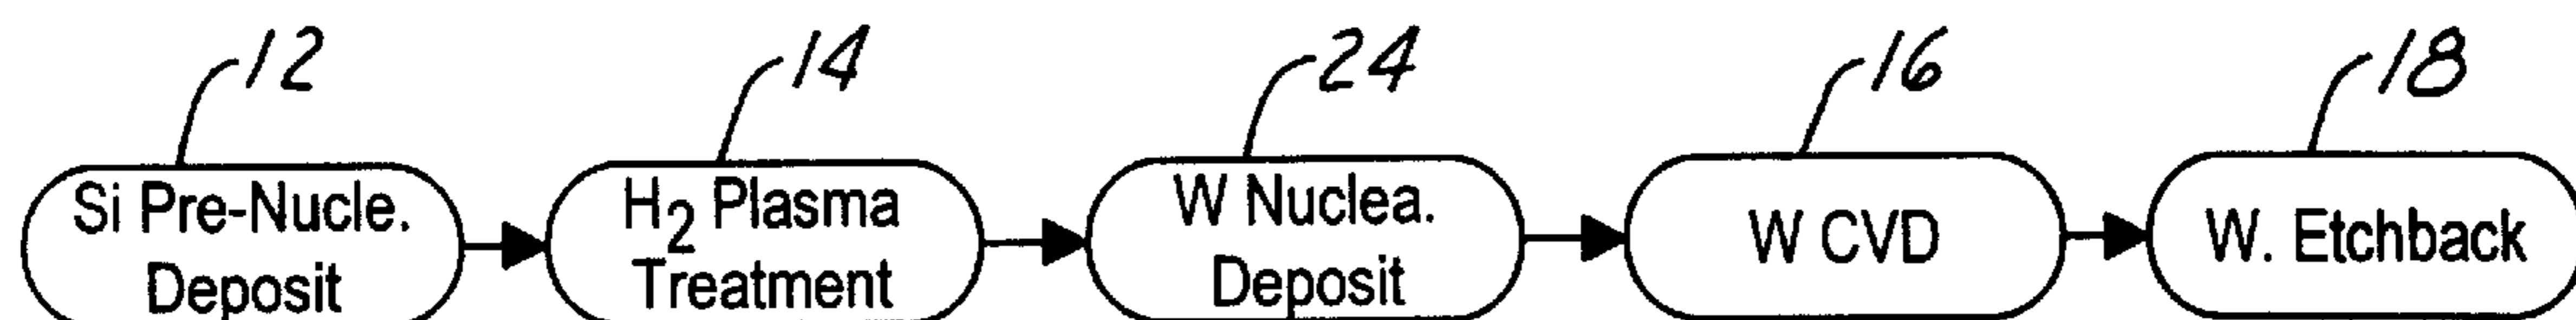 12 14 24 16 18
Si Pre-Nucle.
Deposit
H2 Plasma
Treatment
W Nuclea.
Deposit
W CVD
W. Etchback